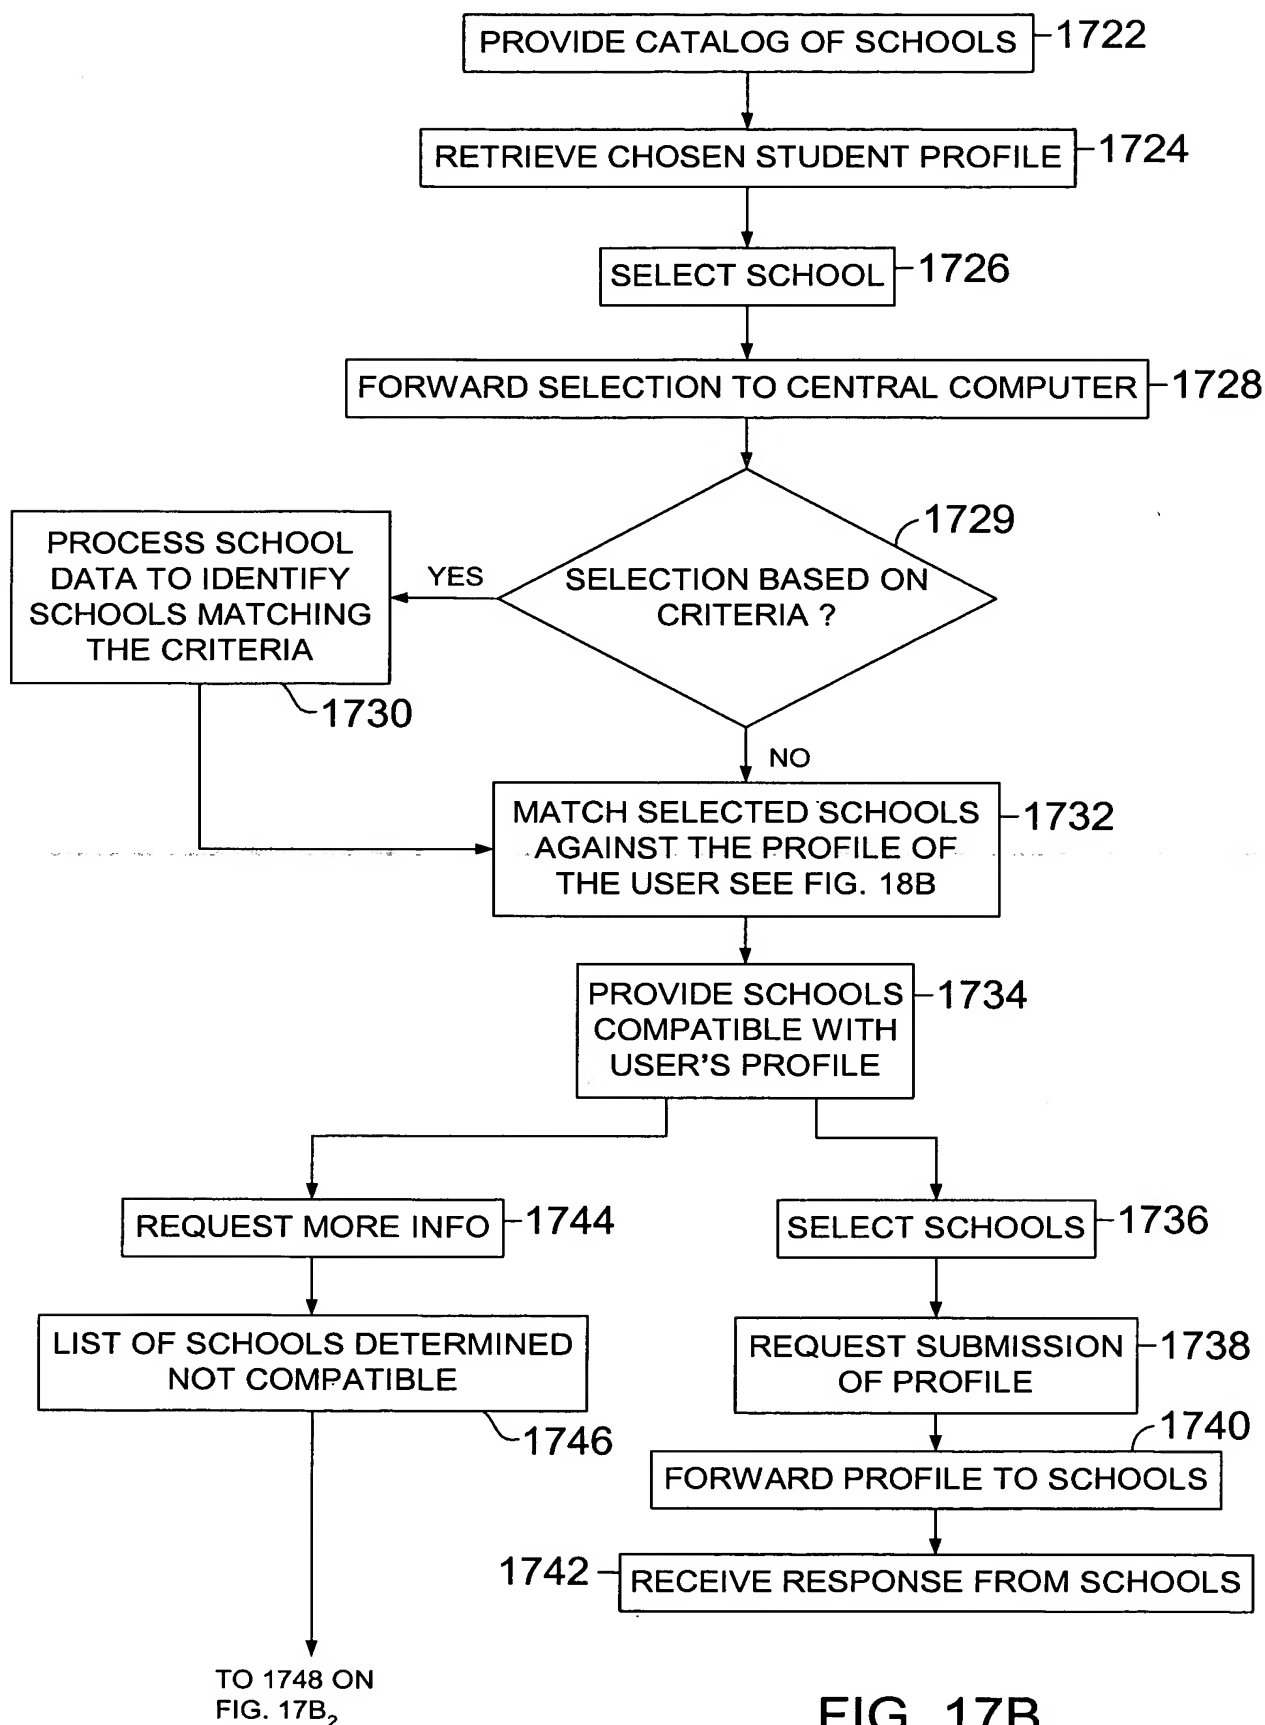 PROVIDE CATALOG OF SCHOOLS
1722
RETRIEVE CHOSEN STUDENT PROFILE
1724
SELECT SCHOOL
1726
FORWARD SELECTION TO CENTRAL COMPUTER
1728
1729
SELECTION BASED ON
CRITERIA ?
YES
PROCESS SCHOOL
DATA TO IDENTIFY
SCHOOLS MATCHING
THE CRITERIA
1730
NO
MATCH SELECTED SCHOOLS
AGAINST THE PROFILE OF
THE USER SEE FIG. 18B
1732
PROVIDE SCHOOLS
COMPATIBLE WITH
USER'S PROFILE
1734
REQUEST MORE INFO
1744
LIST OF SCHOOLS DETERMINED
NOT COMPATIBLE
1746
TO 1748 ON
FIG. 17B2
SELECT SCHOOLS
1736
REQUEST SUBMISSION
OF PROFILE
1738
1740
FORWARD PROFILE TO SCHOOLS
1742
RECEIVE RESPONSE FROM SCHOOLS
FIG. 17B